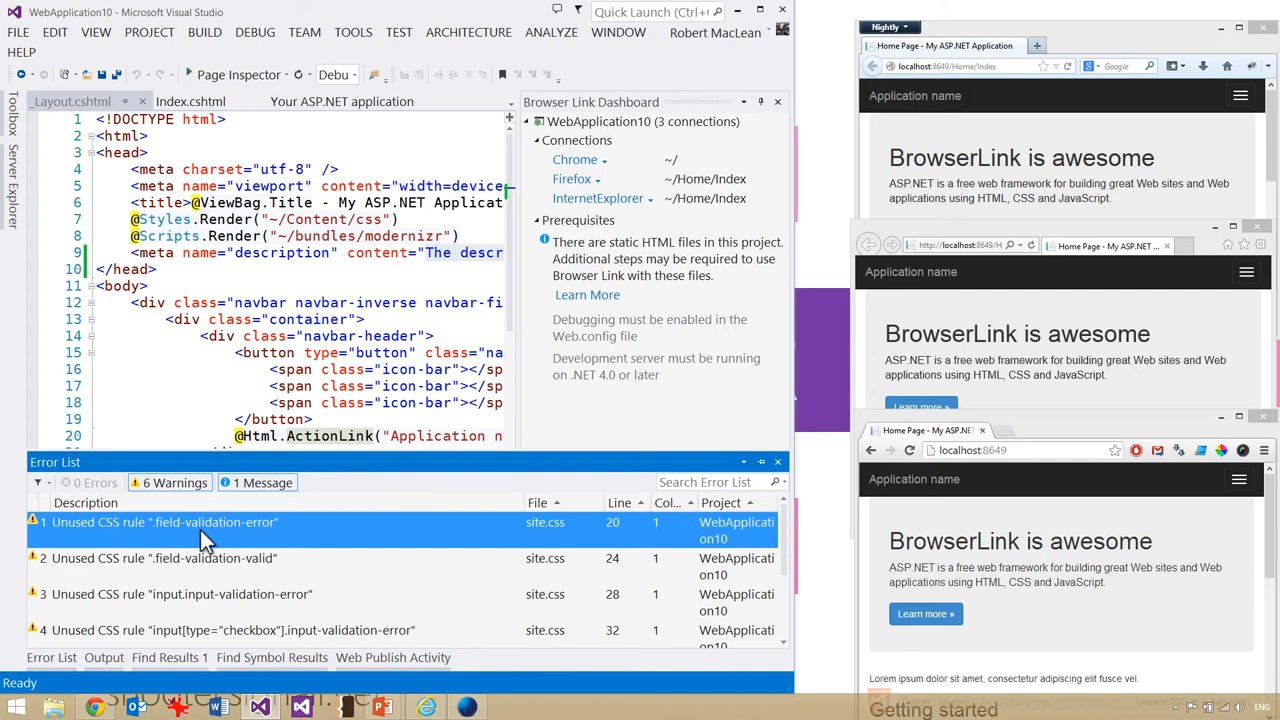 WebApplication10 - Microsoft Visual Studio
Quick Launch (Ctrl+
FILE EDIT VIEW PROJECT BUILD DEBUG TEAM TOOLS TEST ARCHITECTURE ANALYZE WINDOW Robert MacLean
HELP
Page Inspector Debu
Toolbox
Server Explorer
_Layout.cshtml Index.cshtml Your ASP.NET application
1 <!DOCTYPE html>
2 <html>
3 <head>
4 <meta charset="utf-8" />
5 <meta name="viewport" content="width=device
6 <title>@ViewBag.Title - My ASP.NET Applicat
7 @Styles.Render("~/Content/css")
8 @Scripts.Render("~/bundles/modernizr")
9 <meta name="description" content="The descr
10 </head>
11 <body>
12 <div class="navbar navbar-inverse navbar-fi
13 <div class="container">
14 <div class="navbar-header">
15 <button type="button" class="na
16 <span class="icon-bar"></sp
17 <span class="icon-bar"></sp
18 <span class="icon-bar"></sp
19 </button>
20 @Html.ActionLink("Application n
Browser Link Dashboard
WebApplication10 (3 connections)
Connections
Chrome ~/
Firefox ~/Home/Index
InternetExplorer ~/Home/Index
Prerequisites
There are static HTML files in this project.
Additional steps may be required to
use Browser Link with these files.
Learn More
Debugging must be enabled in the
Web.config file
Development server must be running
on .NET 4.0 or later
Error List
0 Errors 6 Warnings 1 Message Search Error List
Description File Line Col... Project
1 Unused CSS rule ".field-validation-error" site.css 20 1 WebApplicati
on10
2 Unused CSS rule ".field-validation-valid" site.css 24 1 WebApplicati
on10
3 Unused CSS rule "input.input-validation-error" site.css 28 1 WebApplicati
on10
4 Unused CSS rule "input[type="checkbox"].input-validation-error" site.css 32 1 WebApplicati
on10
Error List Output Find Results 1 Find Symbol Results Web Publish Activity
Ready
Nightly
Home Page - My ASP.NET Application
localhost:8649/Home/Index Google
Application name
BrowserLink is awesome
ASP.NET is a free web framework for building great Web sites and Web
applications using HTML, CSS and JavaScript.
http://localhost:8649/H Home Page - My ASP.NET ...
Application name
BrowserLink is awesome
ASP.NET is a free web framework for building great Web sites and Web
applications using HTML, CSS and JavaScript.
Learn more »
Home Page - My ASP.NET
localhost:8649
Application name
BrowserLink is awesome
ASP.NET is a free web framework for building great Web sites and Web
applications using HTML, CSS and JavaScript.
Learn more »
Lorem ipsum dolor sit amet, consectetur adipiscing elit fusce vel.
Getting started
ENG